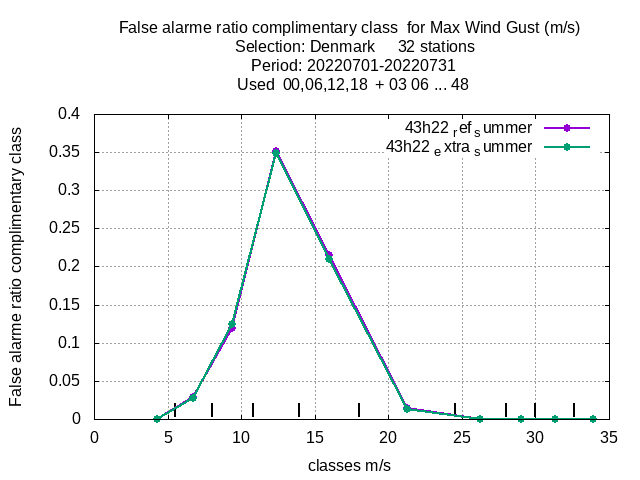 False alarme ratio complimentary class  for Max Wind Gust (m/s)
Selection: Denmark     32 stations
Period: 20220701-20220731
Used  00,06,12,18  + 03 06 ... 48
False alarme ratio complimentary class
0.4
0.35
0.3
0.25
0.2
0.15
0.1
0.05
0
43h22 ref summer
43h22 extra summer
0 5 10 15 20 25 30 35
classes m/s